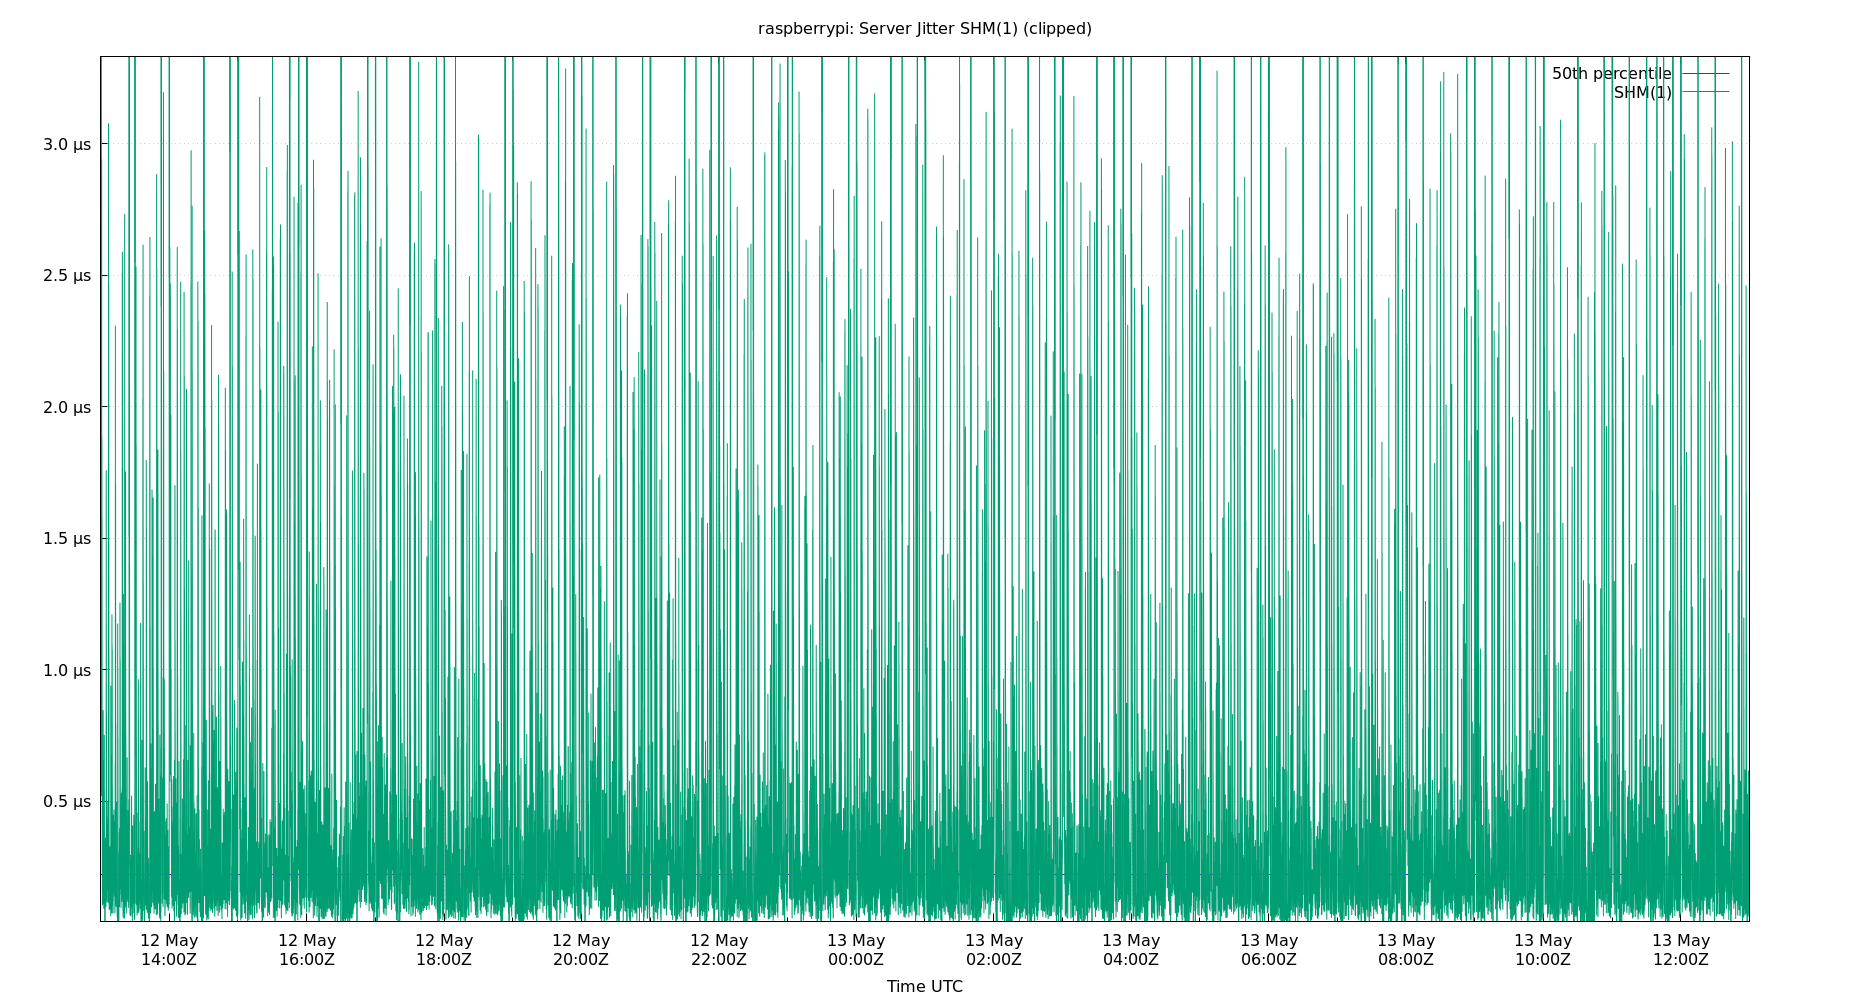 raspberrypi: Server Jitter SHM(1) (clipped)
50th percentile
SHM(1)
3.0 µs
2.5 µs
2.0 µs
1.5 µs
1.0 µs
0.5 µs
12 May 12 May 12 May 12 May 12 May 13 May 13 May 13 May 13 May 13 May 13 May 13 May
14:00Z 16:00Z 18:00Z 20:00Z 22:00Z 00:00Z 02:00Z 04:00Z 06:00Z 08:00Z 10:00Z 12:00Z
Time UTC